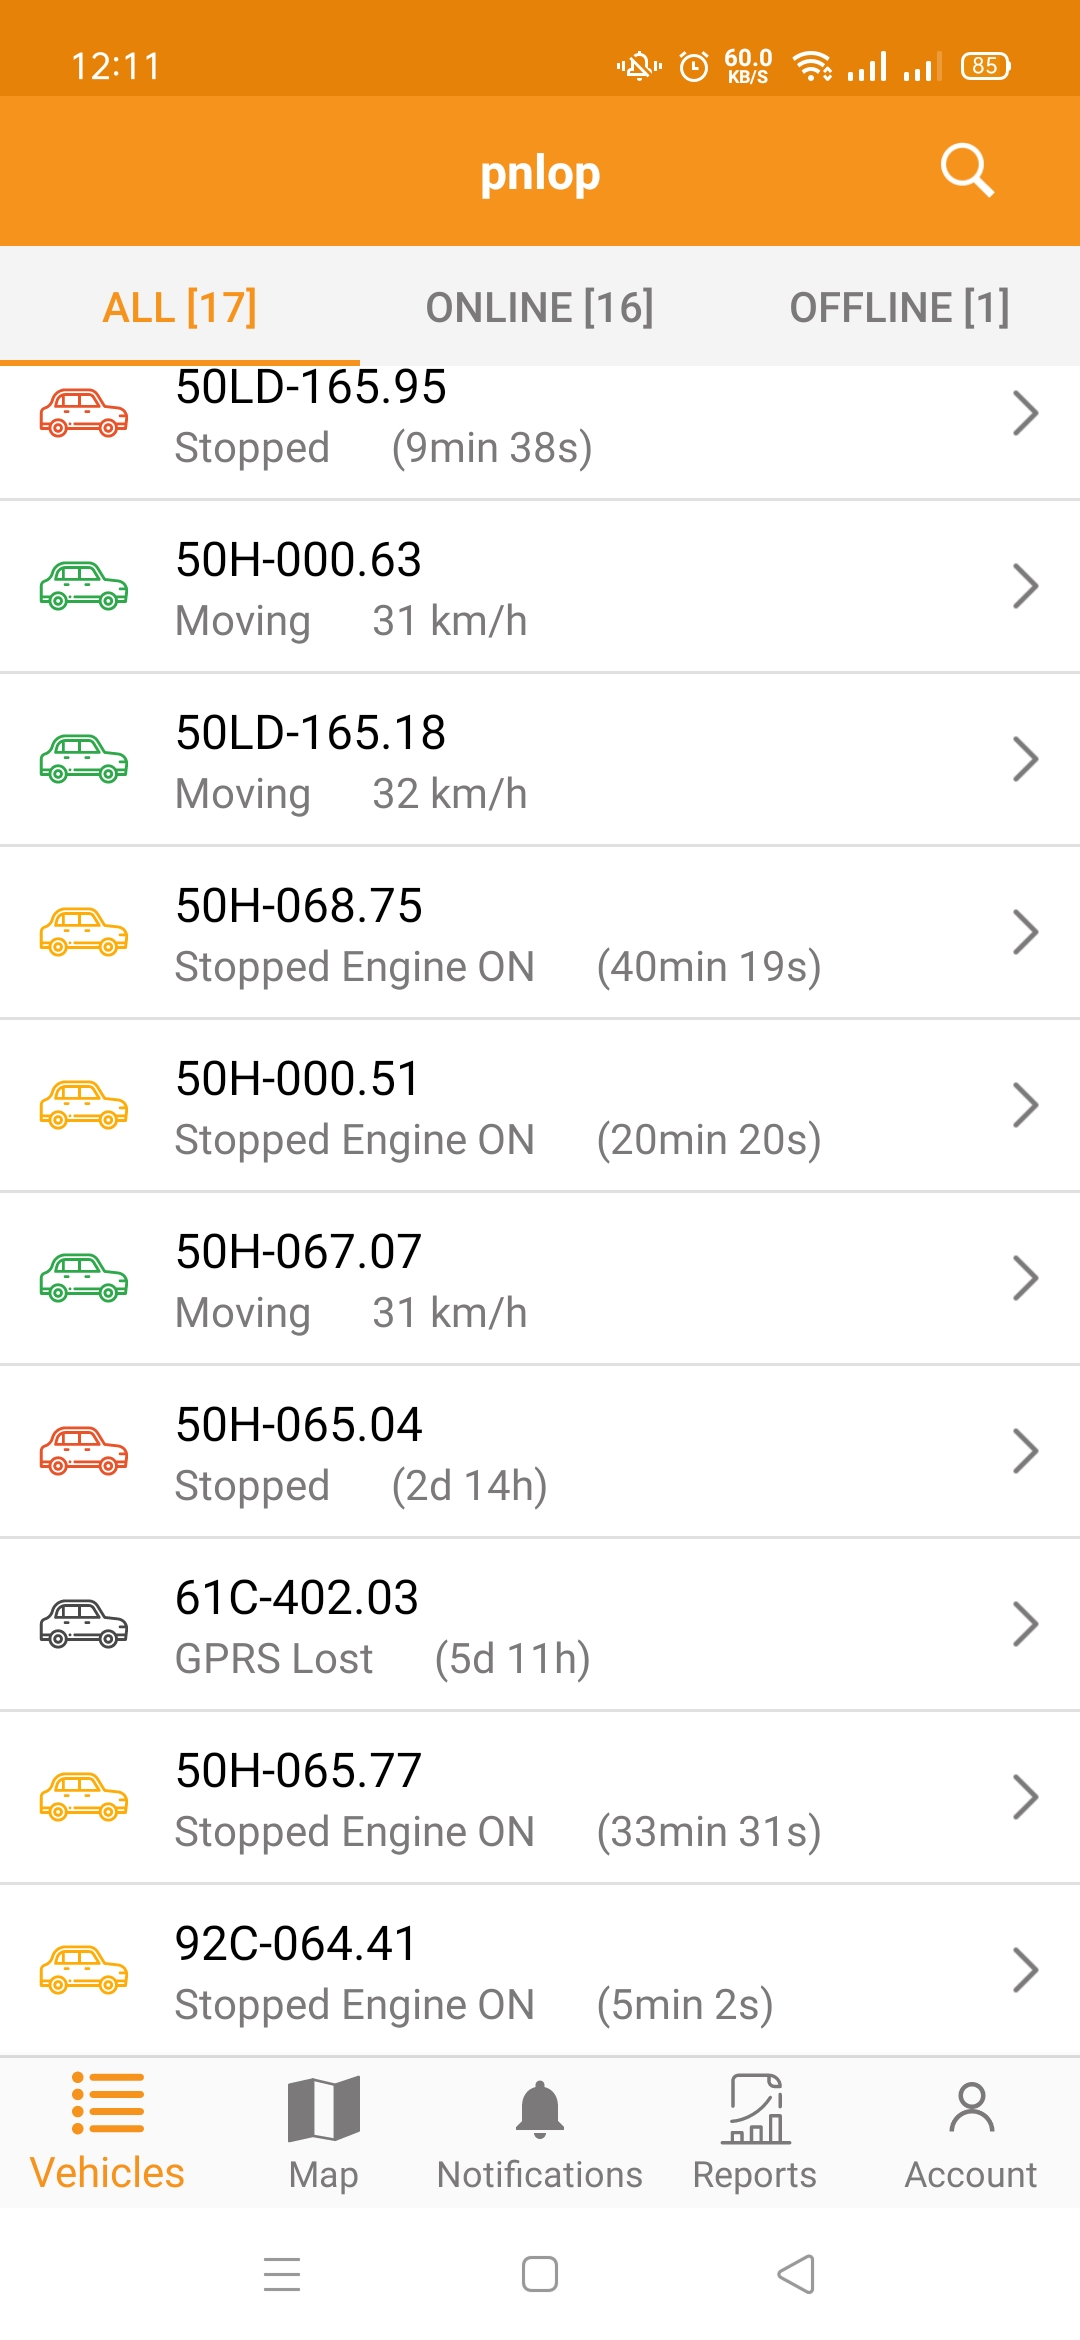 12:11
60.0
KB/S
85
pnlop
ALL [17]
ONLINE [16]
OFFLINE [1]
50LD-165.95
Stopped (9min 38s)
50H-000.63
Moving 31 km/h
50LD-165.18
Moving 32 km/h
50H-068.75
Stopped Engine ON (40min 19s)
50H-000.51
Stopped Engine ON (20min 20s)
50H-067.07
Moving 31 km/h
50H-065.04
Stopped (2d 14h)
61C-402.03
GPRS Lost (5d 11h)
50H-065.77
Stopped Engine ON (33min 31s)
92C-064.41
Stopped Engine ON (5min 2s)
Vehicles
Map
Notifications
Reports
Account